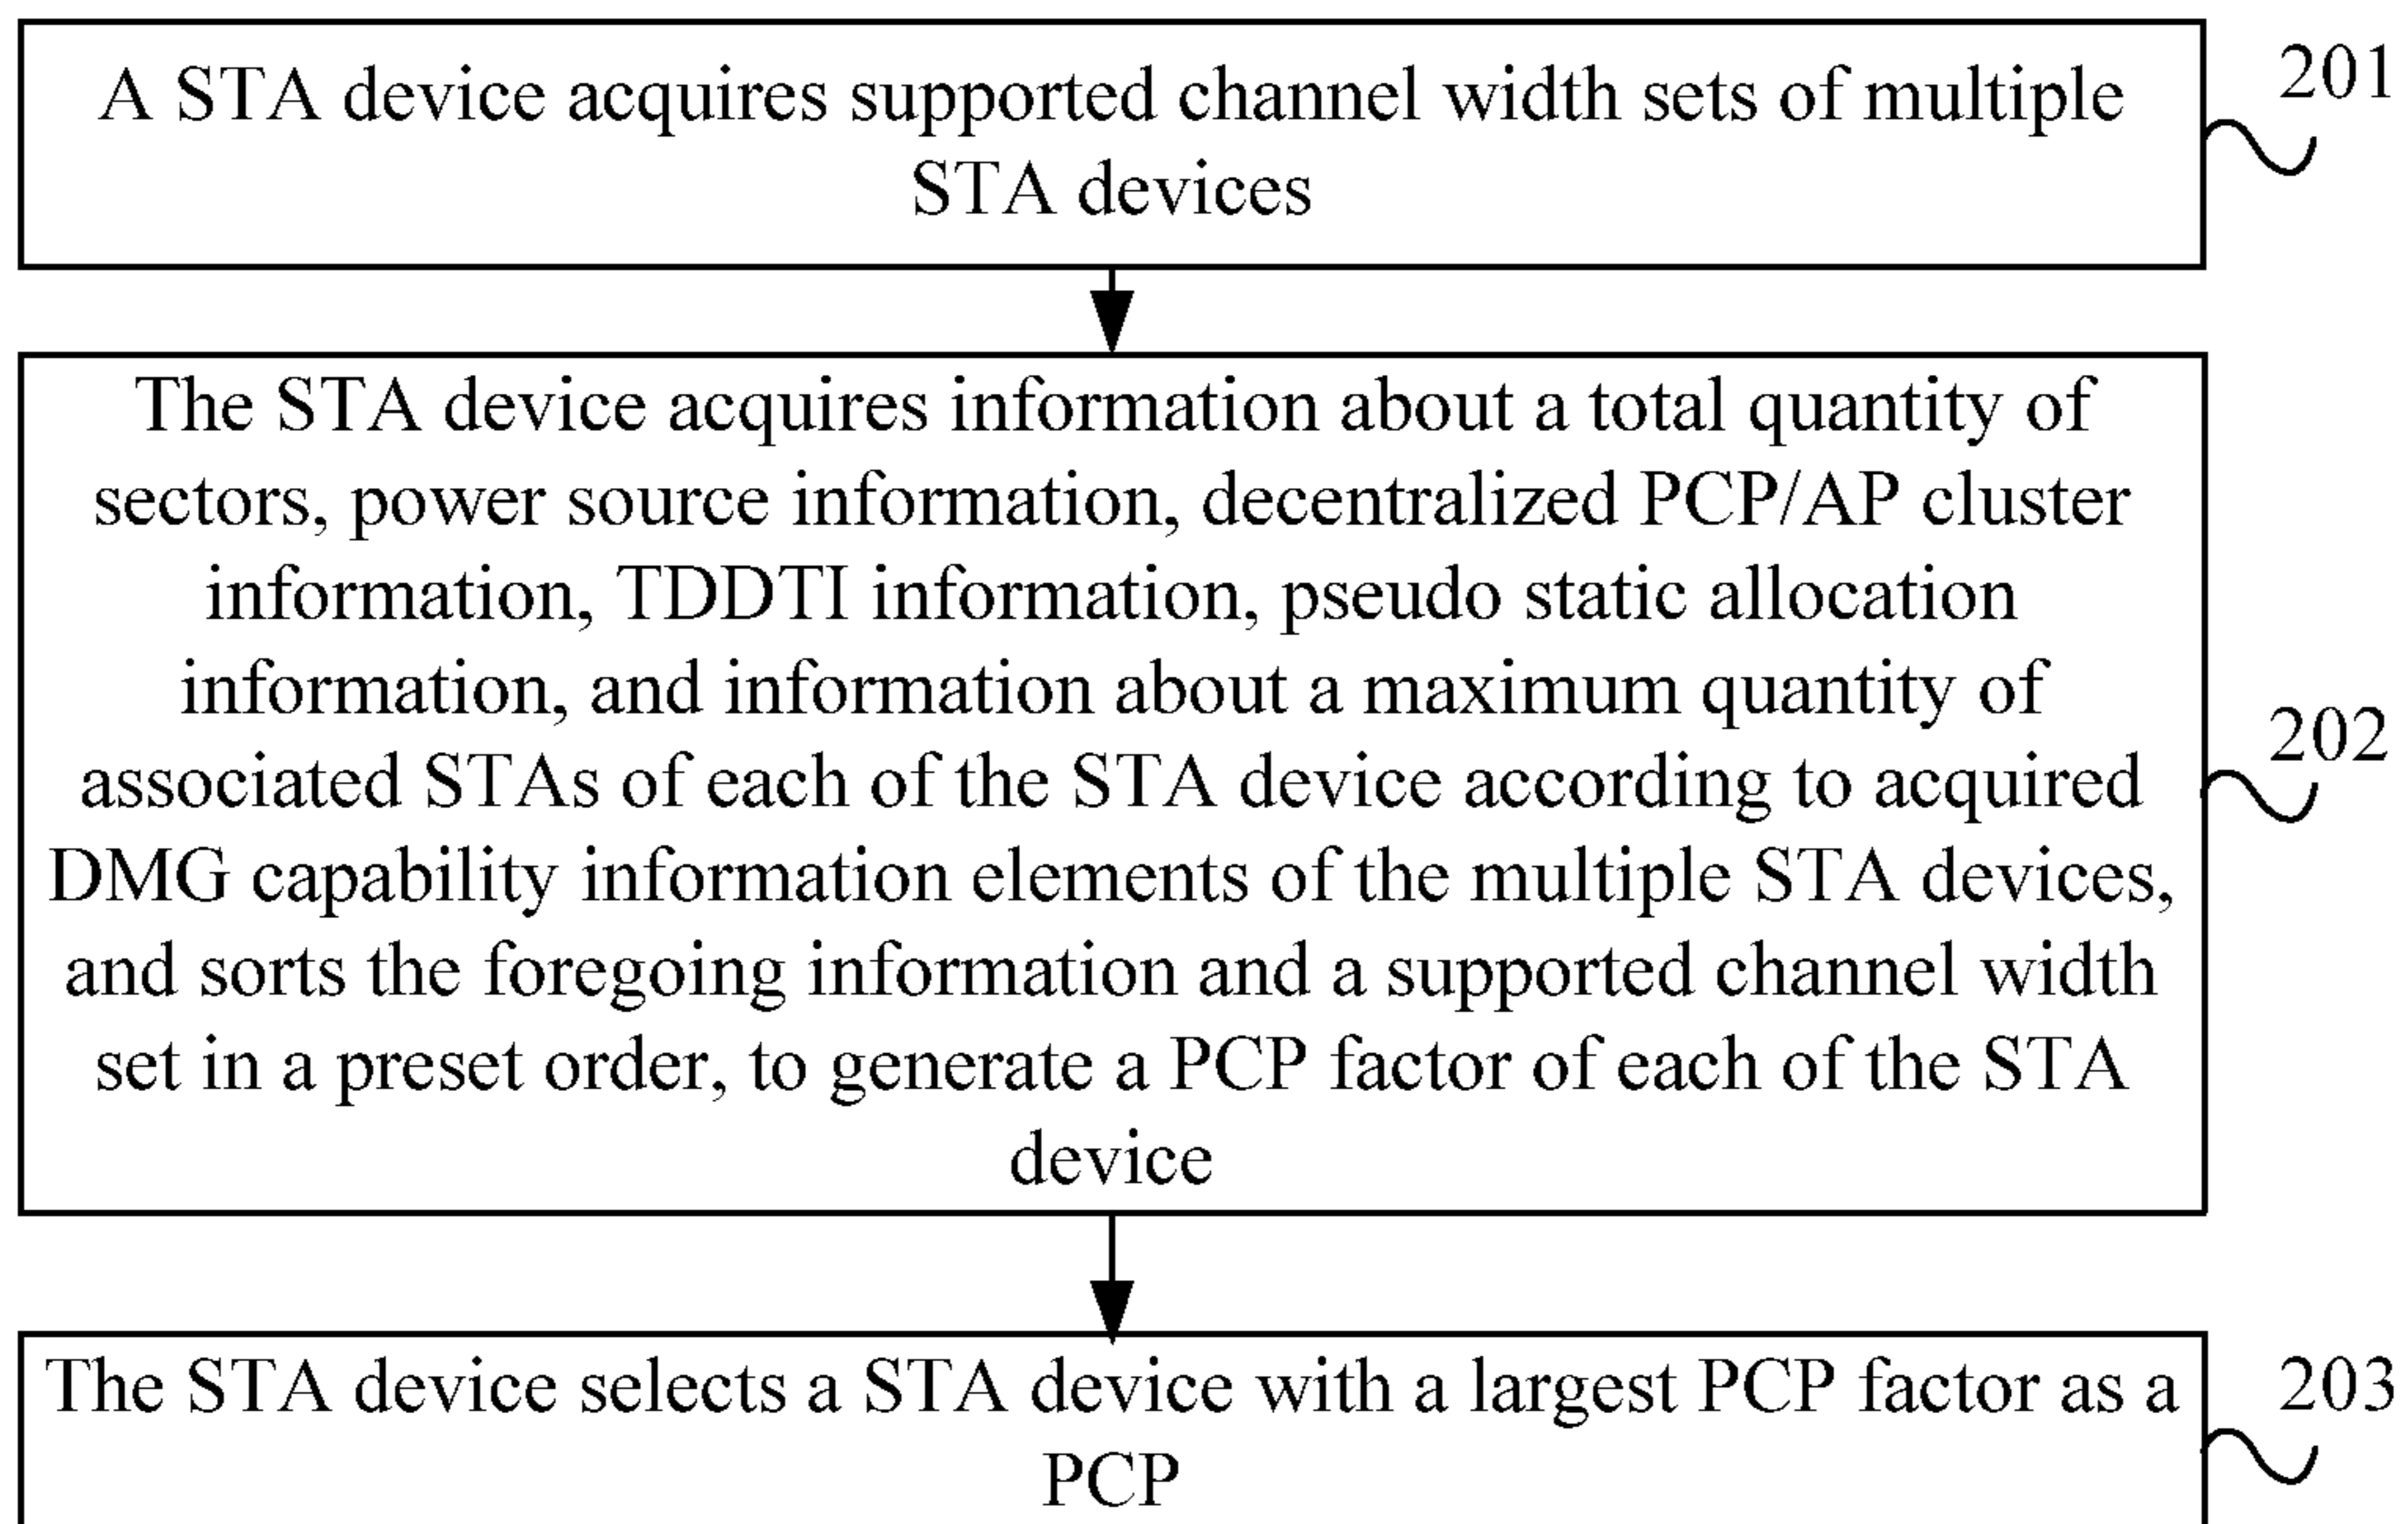 A STA device acquires supported channel width sets of multiple
STA devices
201
The STA device acquires information about a total quantity of
sectors, power source information, decentralized PCP/AP cluster
information, TDDTI information, pseudo static allocation
information, and information about a maximum quantity of
associated STAs of each of the STA device according to acquired
DMG capability information elements of the multiple STA devices,
and sorts the foregoing information and a supported channel width
set in a preset order, to generate a PCP factor of each of the STA
device
202
The STA device selects a STA device with a largest PCP factor as a
PCP
203